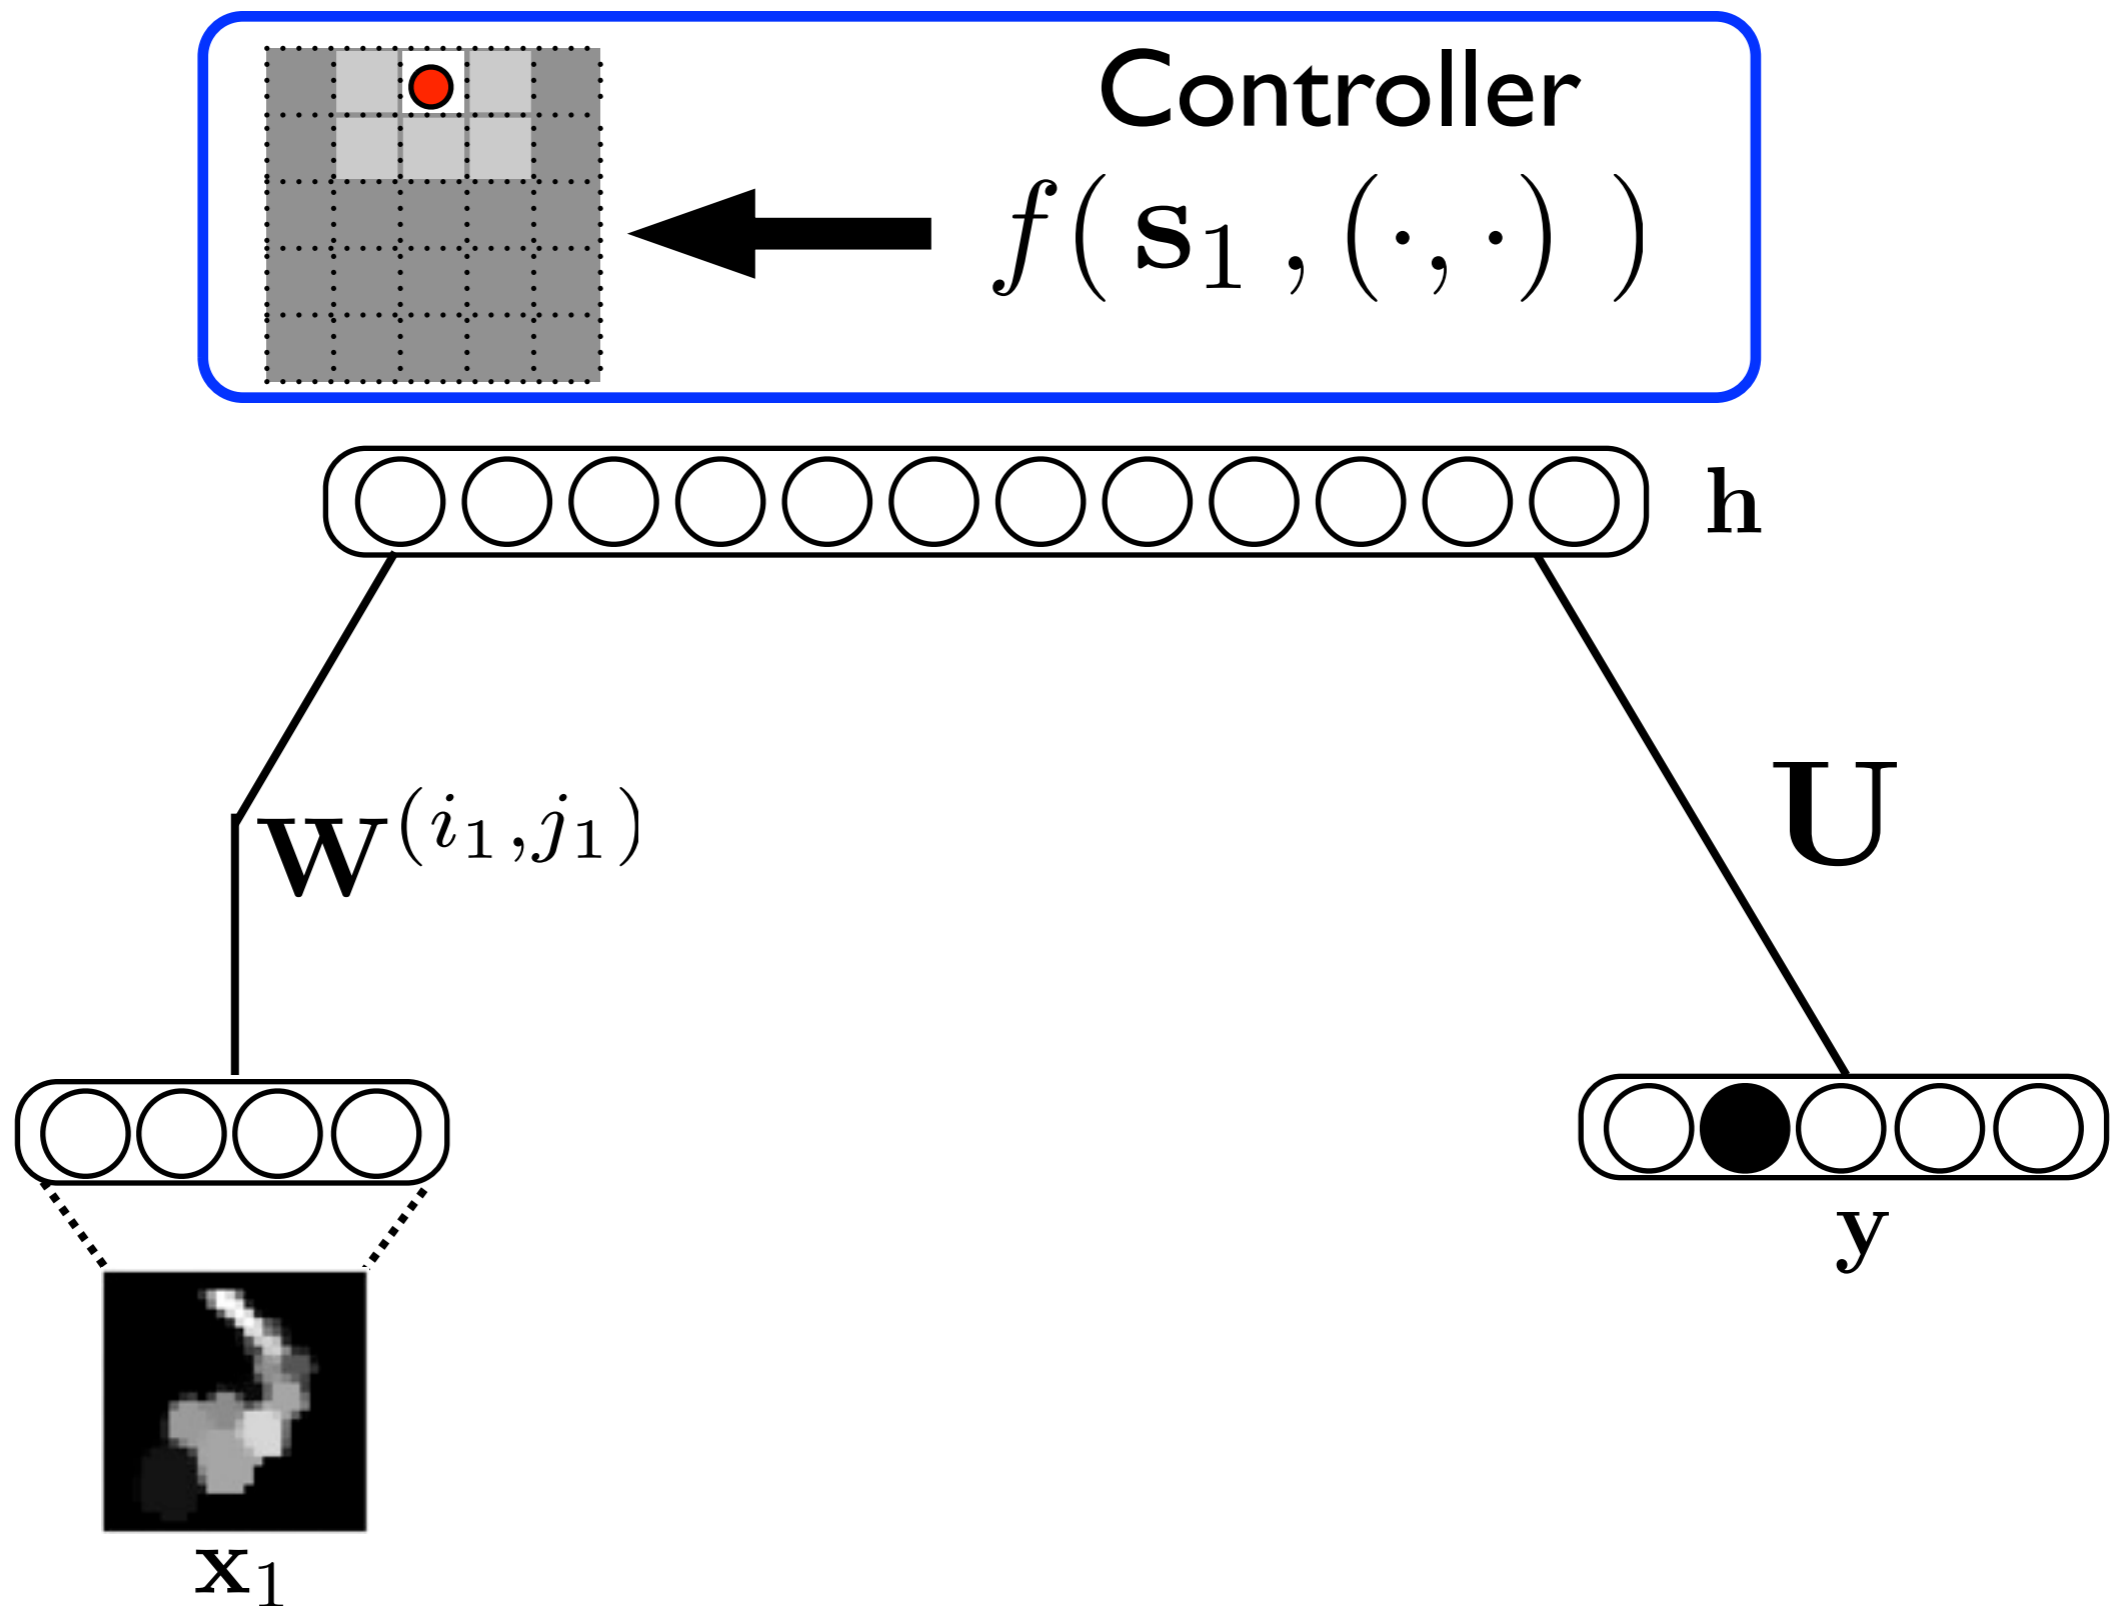 Controller
f( s₁ , (·, ·) )
h
W^(i₁,j₁)
U
y
x₁